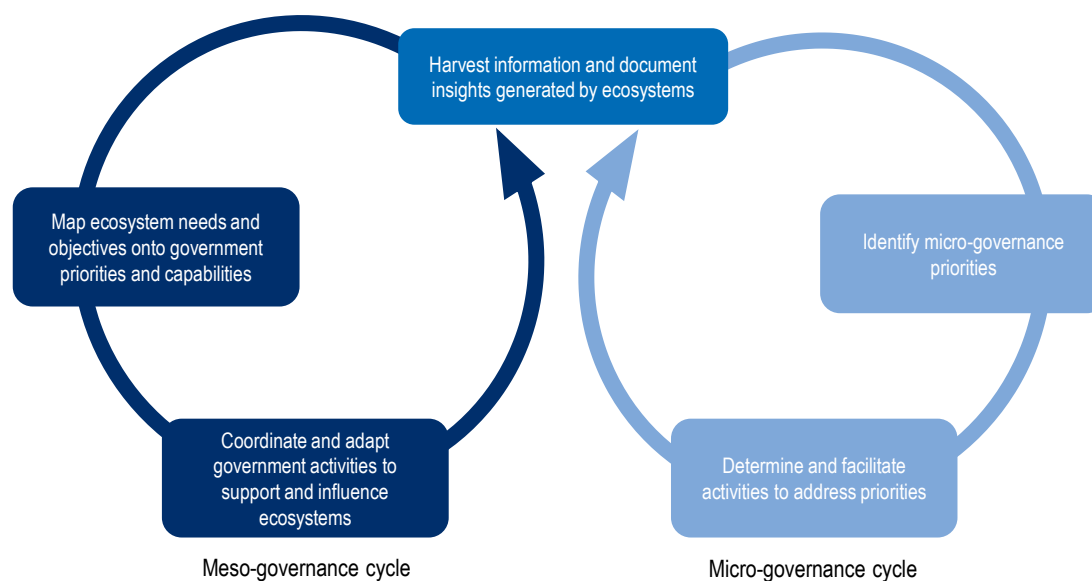 Harvest information and document
insights generated by ecosystems
Map ecosystem needs and
objectives onto government
priorities and capabilities
Identify micro-governance
priorities
Coordinate and adapt
government activities to
support and influence
ecosystems
Determine and facilitate
activities to address priorities
Meso-governance cycle
Micro-governance cycle